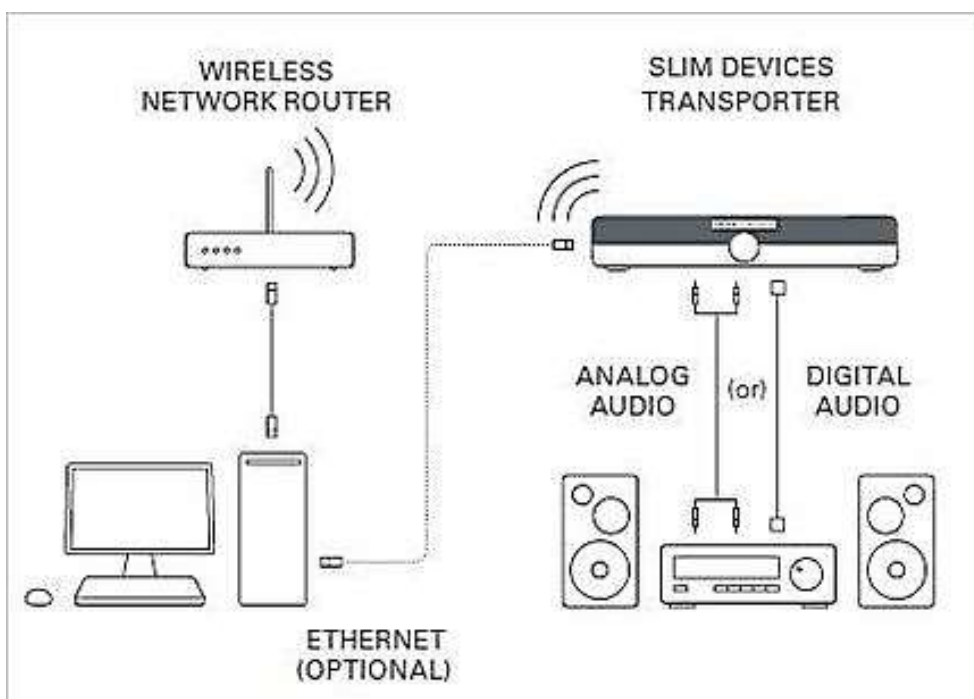 WIRELESS
NETWORK ROUTER
SLIM DEVICES
TRANSPORTER
ANALOG
AUDIO
(or)
DIGITAL
AUDIO
ETHERNET
(OPTIONAL)